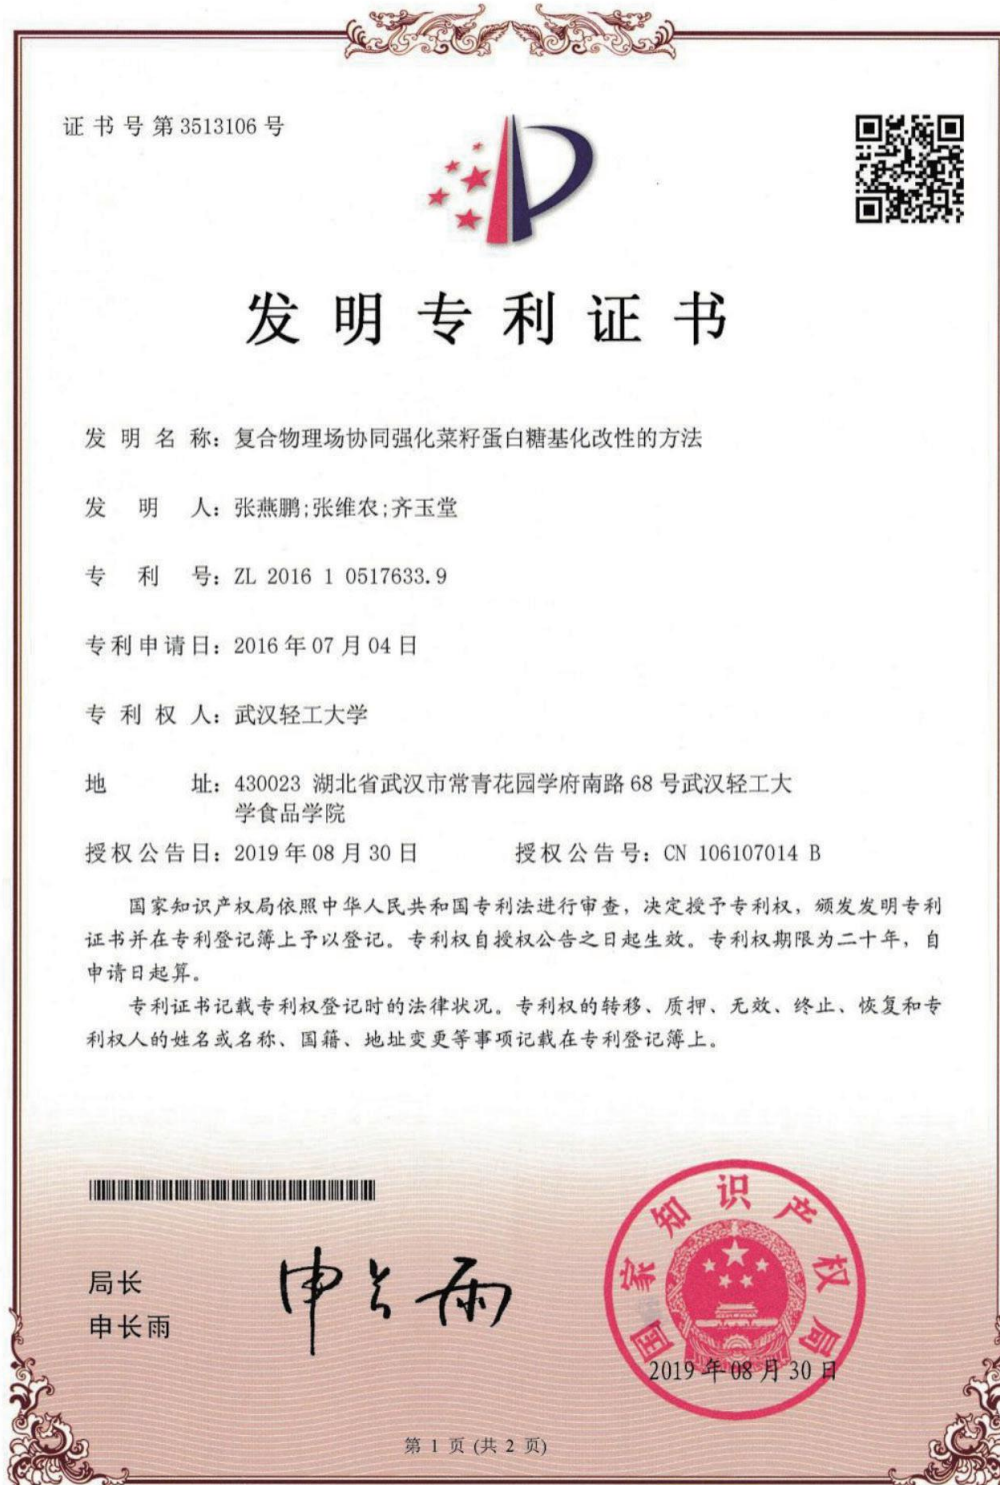 证书号第3513106号
发明专利证书
发明名称：复合物理场协同强化菜籽蛋白糖基化改性的方法
发明人：张燕鹏;张维农;齐玉堂
专利号：ZL 2016 1 0517633.9
专利申请日：2016年07月04日
专利权人：武汉轻工大学
地址：430023 湖北省武汉市常青花园学府南路68号武汉轻工大
学食品学院
授权公告日：2019年08月30日 授权公告号：CN 106107014 B
国家知识产权局依照中华人民共和国专利法进行审查，决定授予专利权，颁发发明专利
证书并在专利登记簿上予以登记。专利权自授权公告之日起生效。专利权期限为二十年，自
申请日起算。
专利证书记载专利权登记时的法律状况。专利权的转移、质押、无效、终止、恢复和专
利权人的姓名或名称、国籍、地址变更等事项记载在专利登记簿上。
局长
申长雨
申长雨
国家知识产权局
2019年08月30日
第 1 页 (共 2 页)